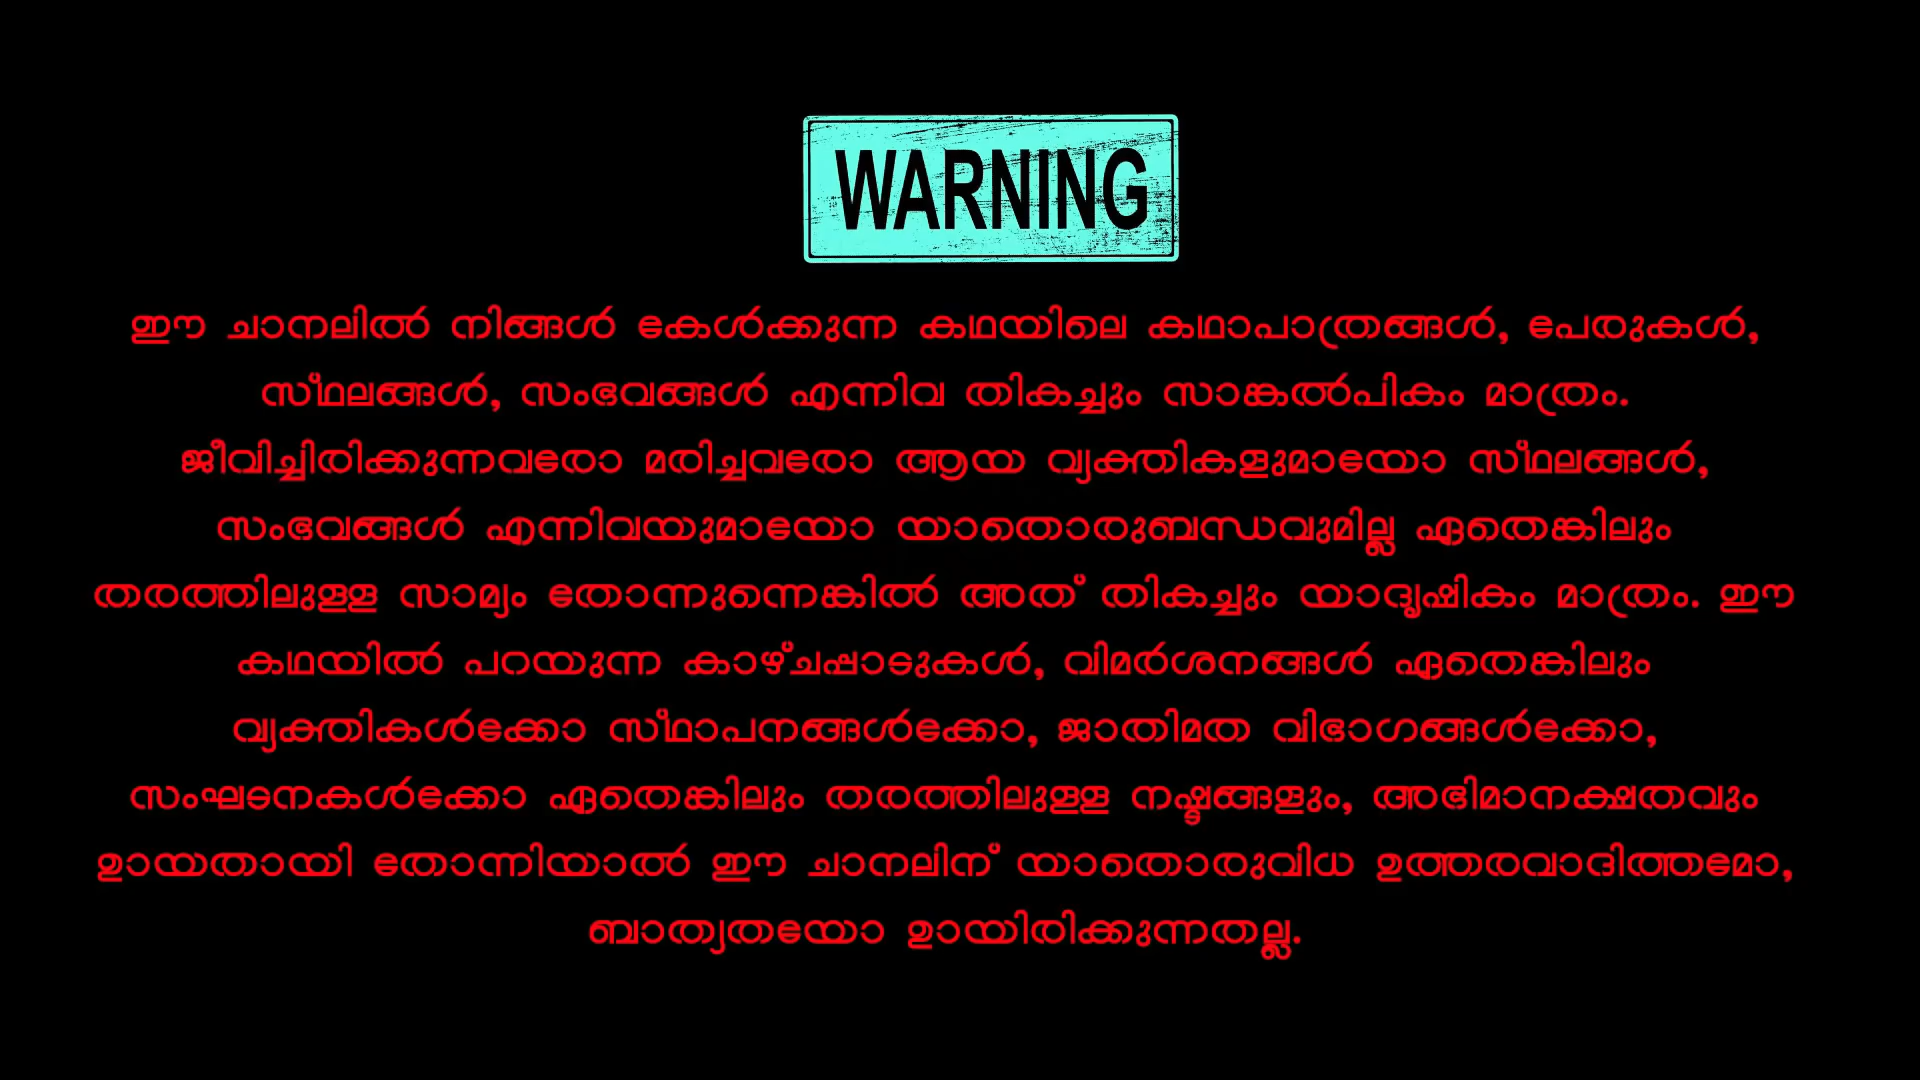 WARNING
ഈ ചാനലിൽ നിങ്ങൾ കേൾക്കുന്ന കഥയിലെ കഥാപാത്രങ്ങൾ, പേരുകൾ,
സ്ഥലങ്ങൾ, സംഭവങ്ങൾ എന്നിവ തികച്ചും സാങ്കൽപികം മാത്രം.
ജീവിച്ചിരിക്കുന്നവരോ മരിച്ചവരോ ആയ വ്യക്തികളുമായോ സ്ഥലങ്ങൾ,
സംഭവങ്ങൾ എന്നിവയുമായോ യാതൊരുബന്ധവുമില്ല ഏതെങ്കിലും
തരത്തിലുള്ള സാമ്യം തോന്നുന്നെങ്കിൽ അത് തികച്ചും യാദൃഷികം മാത്രം. ഈ
കഥയിൽ പറയുന്ന കാഴ്ചപ്പാടുകൾ, വിമർശനങ്ങൾ ഏതെങ്കിലും
വ്യക്തികൾക്കോ സ്ഥാപനങ്ങൾക്കോ, ജാതിമത വിഭാഗങ്ങൾക്കോ,
സംഘടനകൾക്കോ ഏതെങ്കിലും തരത്തിലുള്ള നഷ്ടങ്ങളും, അഭിമാനക്ഷതവും
ഉായതായി തോന്നിയാൽ ഈ ചാനലിന് യാതൊരുവിധ ഉത്തരവാദിത്തമോ,
ബാത്യതയോ ഉായിരിക്കുന്നതല്ല.